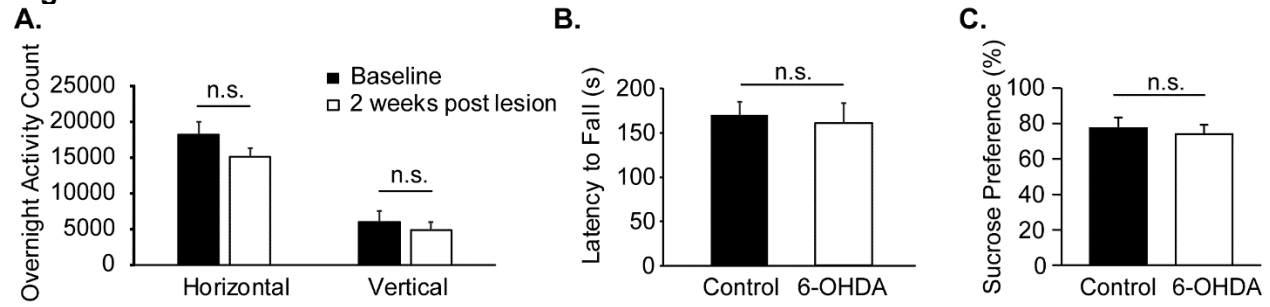 A.
Overnight Activity Count
25000
20000
15000
10000
5000
0
n.s.
n.s.
Baseline
2 weeks post lesion
Horizontal
Vertical
B.
Latency to Fall (s)
200
150
100
50
0
n.s.
Control
6-OHDA
C.
Sucrose Preference (%)
100
80
60
40
20
0
n.s.
Control
6-OHDA